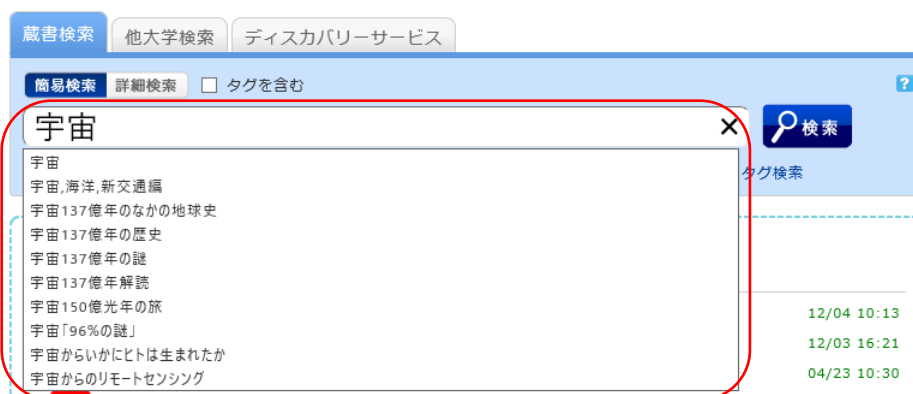 蔵書検索 他大学検索 ディスカバリーサービス
簡易検索 詳細検索 タグを含む ?
宇宙 × 検索
宇宙
タグ検索
宇宙,海洋,新交通編
宇宙137億年のなかの地球史
宇宙137億年の歴史
宇宙137億年の謎
宇宙137億年解読
宇宙150億光年の旅
12/04 10:13
宇宙「96%の謎」
12/03 16:21
宇宙からいかにヒトは生まれたか
宇宙からのリモートセンシング
04/23 10:30